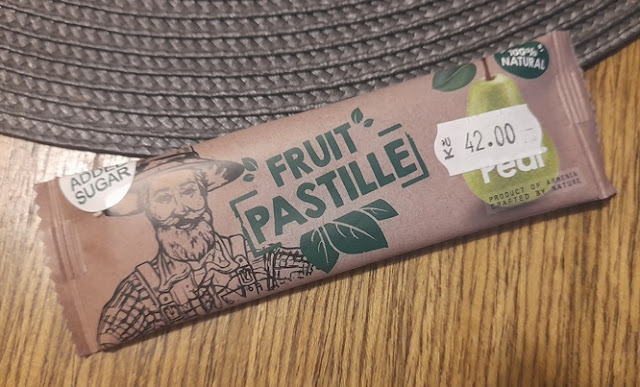 ADDED
SUGAR
FRUIT
PASTILLE
100%
NATURAL
Kč 42.00
Pear
PRODUCT OF ARMENIA
CRAFTED BY NATURE